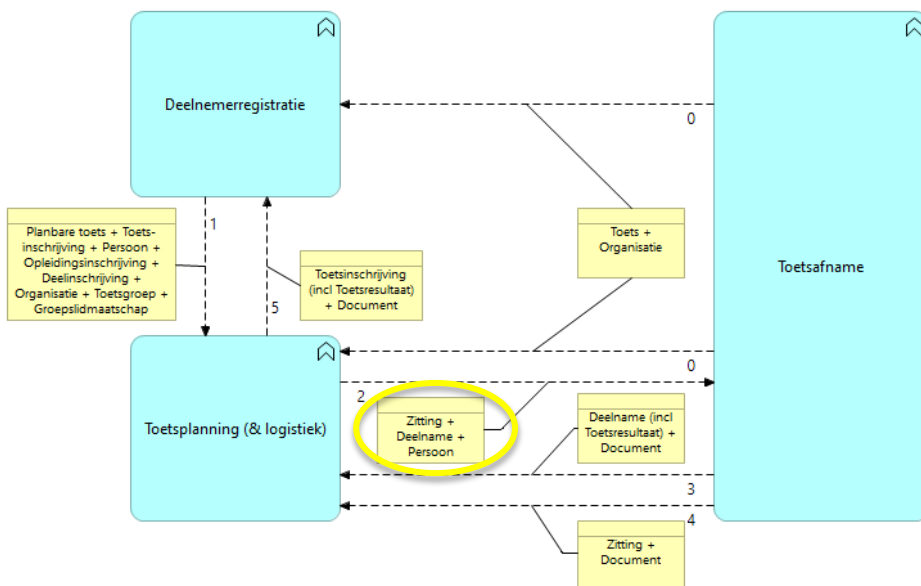 Deelnemerregistratie
0
1
Planbare toets + Toets-
inschrijving + Persoon +
Opleidingsinschrijving +
Deelinschrijving +
Organisatie + Toetsgroep +
Groepslidmaatschap
Toetsinschrijving
(incl Toetsresultaat)
+ Document
5
Toets +
Organisatie
Toetsafname
Toetsplanning (& logistiek)
0
2
Zitting +
Deelname +
Persoon
Deelname (incl
Toetsresultaat) +
Document
3
4
Zitting +
Document